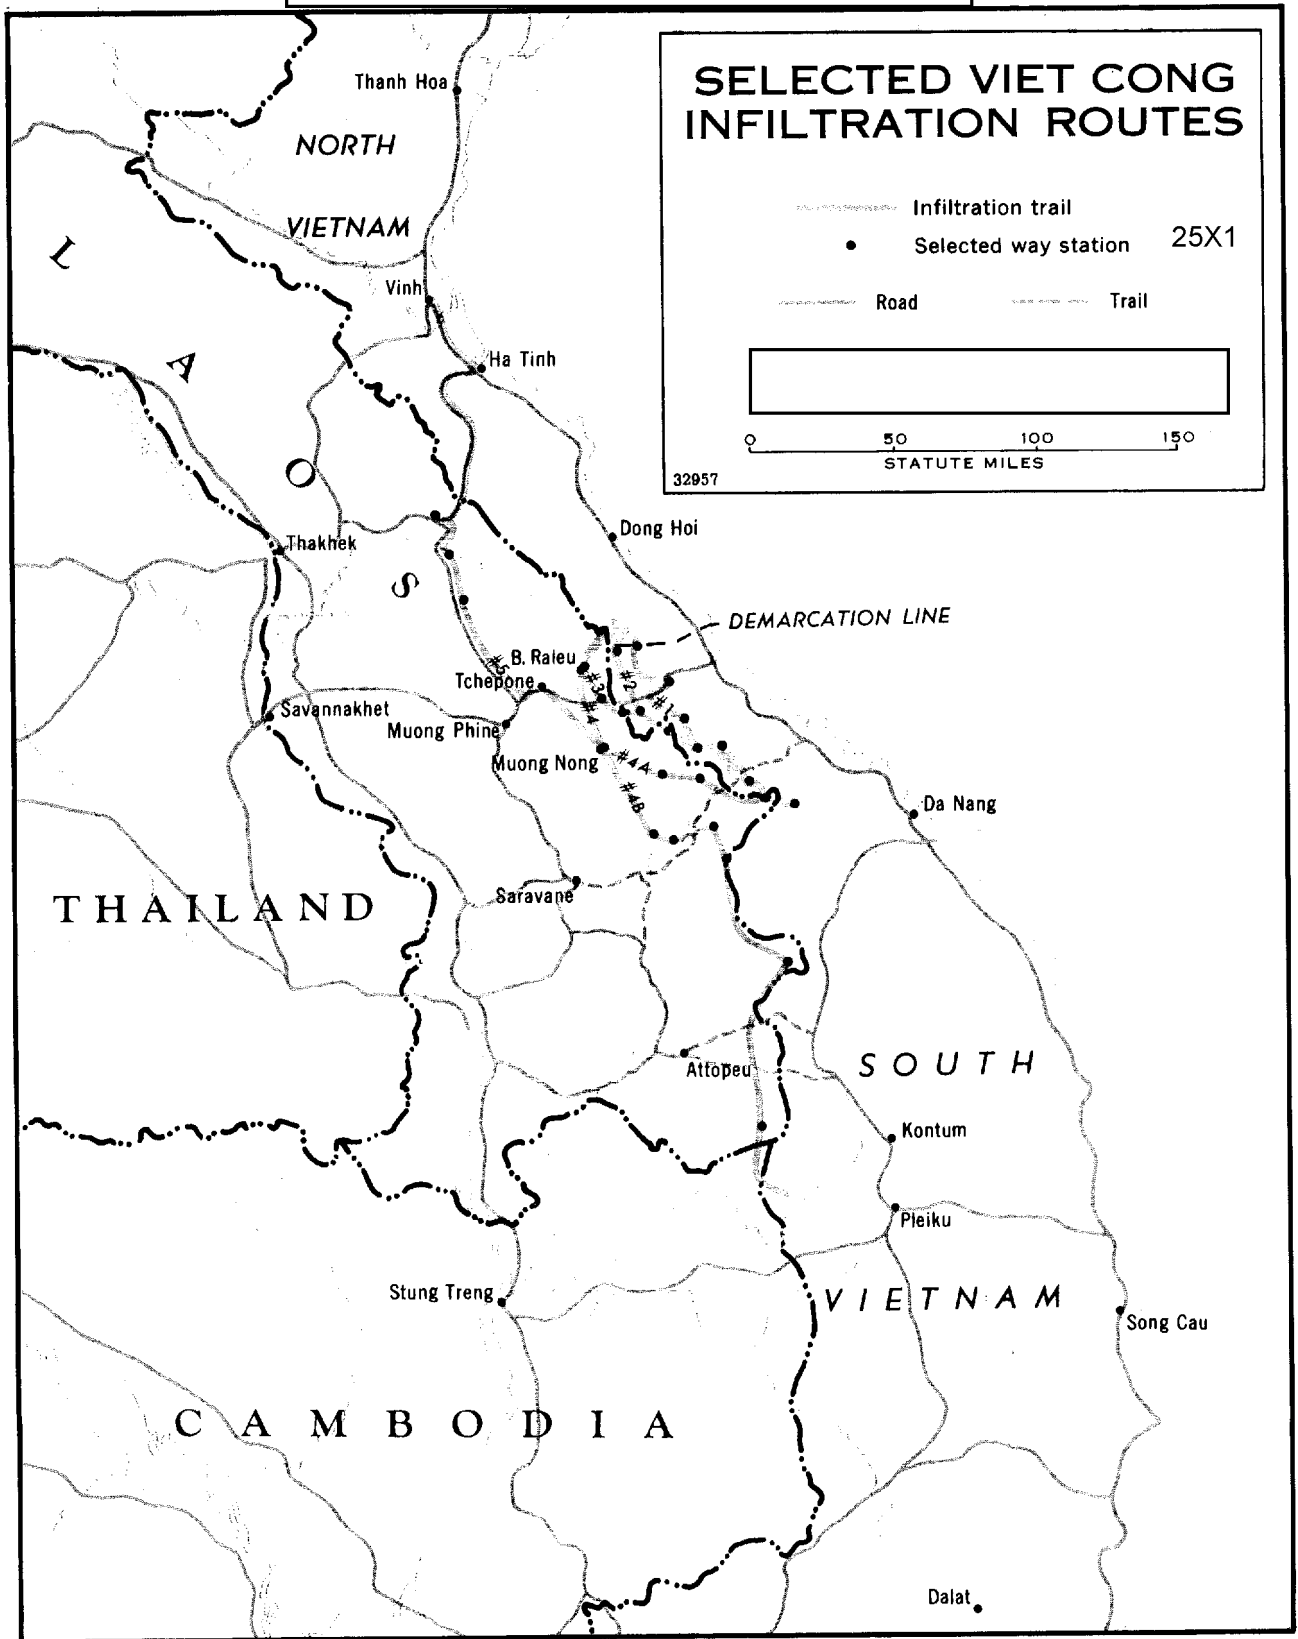 SELECTED VIET CONG
INFILTRATION ROUTES
Infiltration trail
Selected way station 25X1
Road Trail
0 50 100 150
STATUTE MILES
32957
Thanh Hoa
NORTH
VIETNAM
L
A
O
S
Vinh
Ha Tinh
Thakhek
Dong Hoi
DEMARCATION LINE
#5
B. Raieu
Tchepone
#3
#2
#1
#4
Savannakhet
Muong Phine
Muong Nong
#4A
#4B
Da Nang
THAILAND
Saravane
Attopeu
SOUTH
Kontum
Pleiku
VIETNAM
Stung Treng
Song Cau
CAMBODIA
Dalat